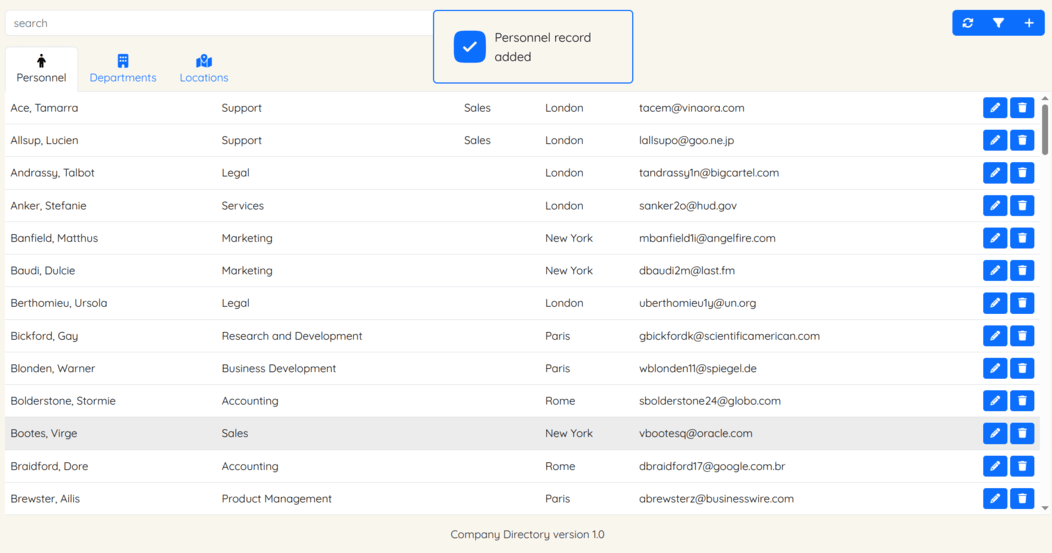 search
Personnel record
added
Personnel
Departments
Locations
Ace, Tamarra Support Sales London tacem@vinaora.com
Allsup, Lucien Support Sales London lallsupo@goo.ne.jp
Andrassy, Talbot Legal London tandrassy1n@bigcartel.com
Anker, Stefanie Services London sanker2o@hud.gov
Banfield, Matthus Marketing New York mbanfield1i@angelfire.com
Baudi, Dulcie Marketing New York dbaudi2m@last.fm
Berthomieu, Ursola Legal London uberthomieu1y@un.org
Bickford, Gay Research and Development Paris gbickfordk@scientificamerican.com
Blonden, Warner Business Development Paris wblonden11@spiegel.de
Bolderstone, Stormie Accounting Rome sbolderstone24@globo.com
Bootes, Virge Sales New York vbootesq@oracle.com
Braidford, Dore Accounting Rome dbraidford17@google.com.br
Brewster, Ailis Product Management Paris abrewsterz@businesswire.com
Company Directory version 1.0